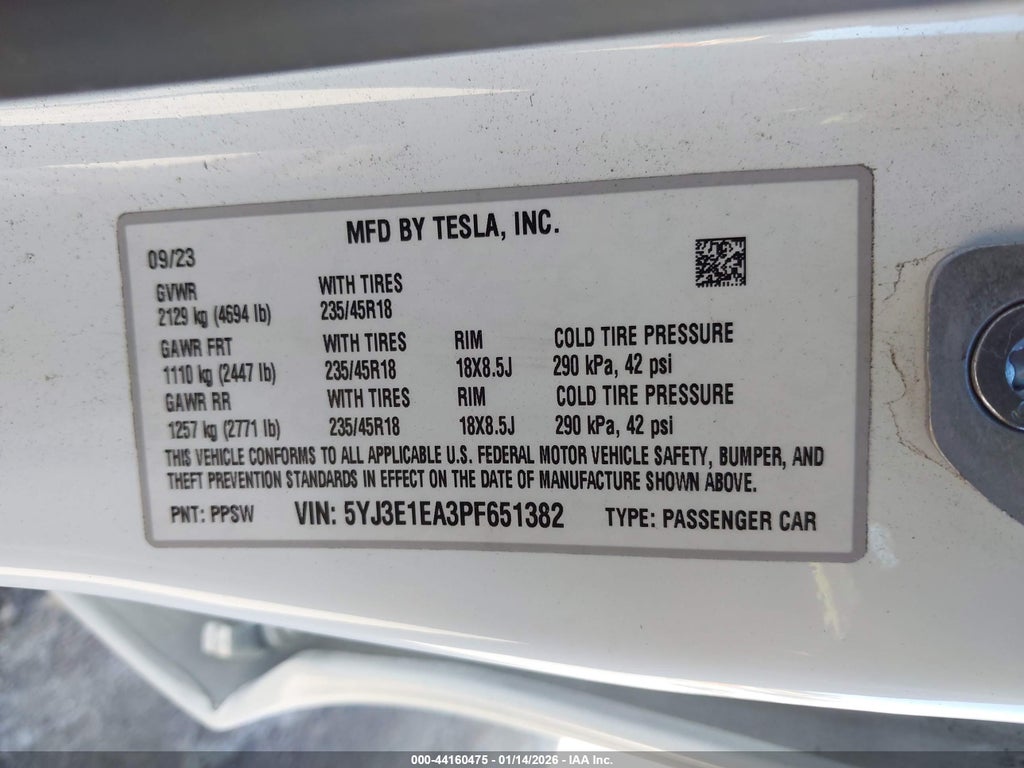 MFD BY TESLA, INC.
09/23
GVWR WITH TIRES
2129 kg (4694 lb) 235/45R18
GAWR FRT WITH TIRES RIM COLD TIRE PRESSURE
1110 kg (2447 lb) 235/45R18 18X8.5J 290 kPa, 42 psi
GAWR RR WITH TIRES RIM COLD TIRE PRESSURE
1257 kg (2771 lb) 235/45R18 18X8.5J 290 kPa, 42 psi
THIS VEHICLE CONFORMS TO ALL APPLICABLE U.S. FEDERAL MOTOR VEHICLE SAFETY, BUMPER, AND
THEFT PREVENTION STANDARDS IN EFFECT ON THE DATE OF MANUFACTURE SHOWN ABOVE.
PNT: PPSW VIN: 5YJ3E1EA3PF651382 TYPE: PASSENGER CAR
000-44160475 - 01/14/2026 - IAA Inc.